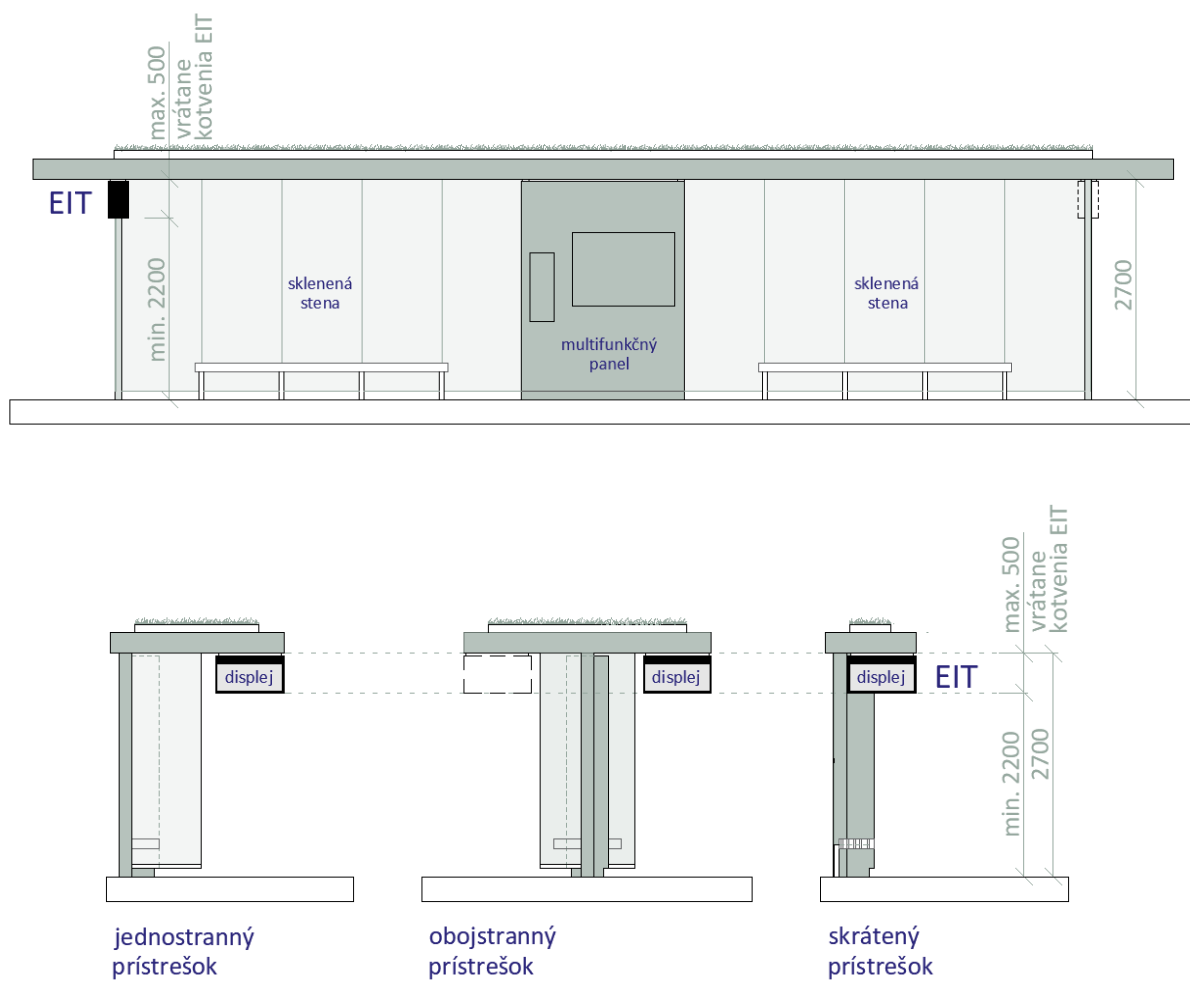 max. 500
vrátane
kotvenia EIT
EIT
min. 2200
sklenená
stena
multifunkčný
panel
sklenená
stena
2700
max. 500
vrátane
kotvenia EIT
displej
displej
displej
EIT
min. 2200
2700
jednostranný
prístrešok
obojstranný
prístrešok
skrátený
prístrešok